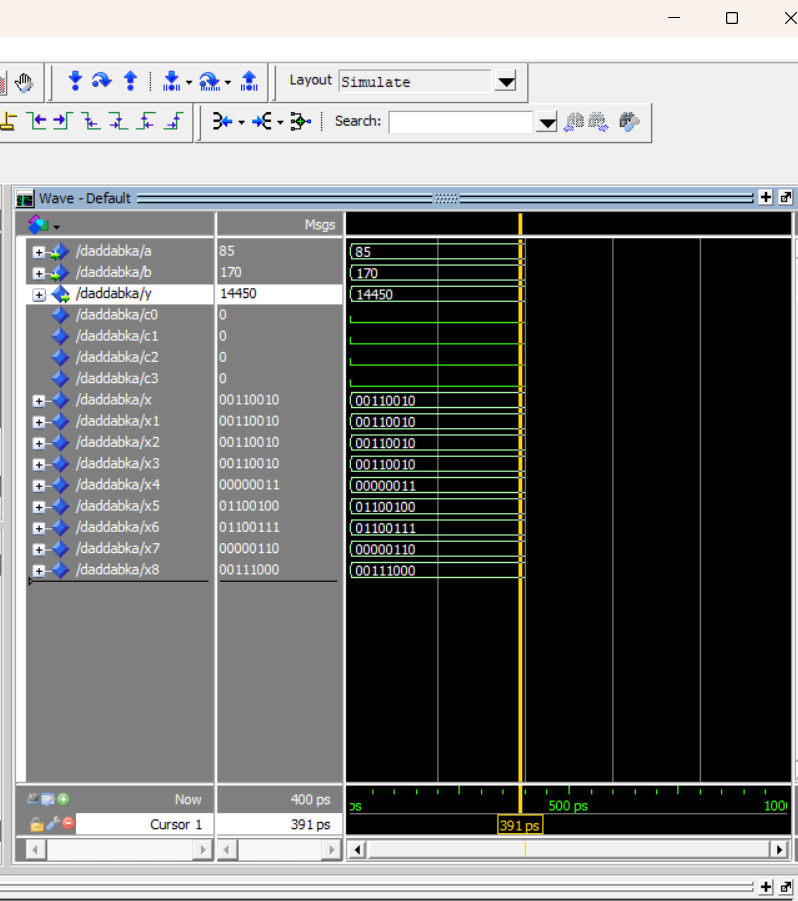 Layout Simulate
Search:
Wave - Default
Msgs
/daddabka/a 85 85
/daddabka/b 170 170
/daddabka/y 14450 14450
/daddabka/c0 0
/daddabka/c1 0
/daddabka/c2 0
/daddabka/c3 0
/daddabka/x 00110010 00110010
/daddabka/x1 00110010 00110010
/daddabka/x2 00110010 00110010
/daddabka/x3 00110010 00110010
/daddabka/x4 00000011 00000011
/daddabka/x5 01100100 01100100
/daddabka/x6 01100111 01100111
/daddabka/x7 00000110 00000110
/daddabka/x8 00111000 00111000
Now 400 ps ps 500 ps 100
Cursor 1 391 ps 391 ps